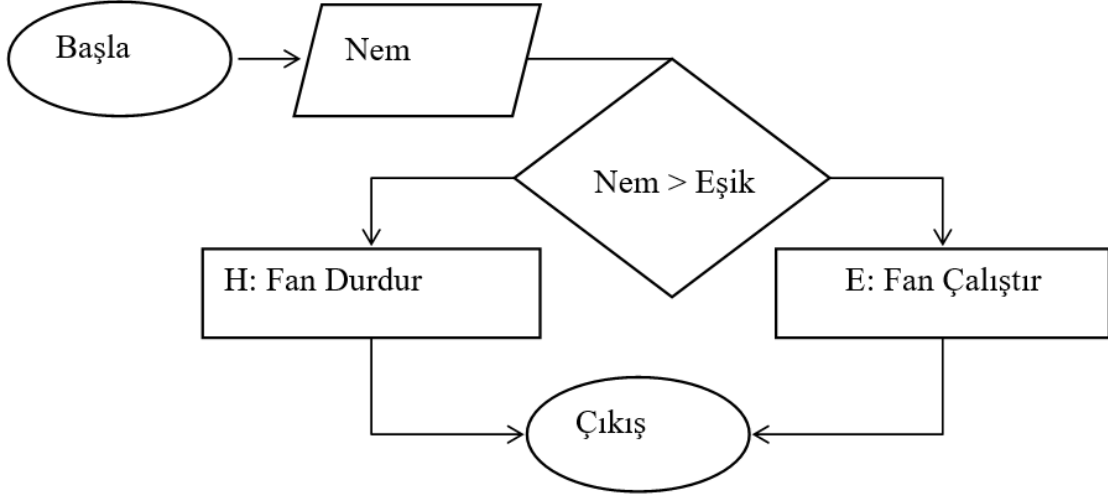 Başla
Nem
Nem > Eşik
H: Fan Durdur
E: Fan Çalıştır
Çıkış